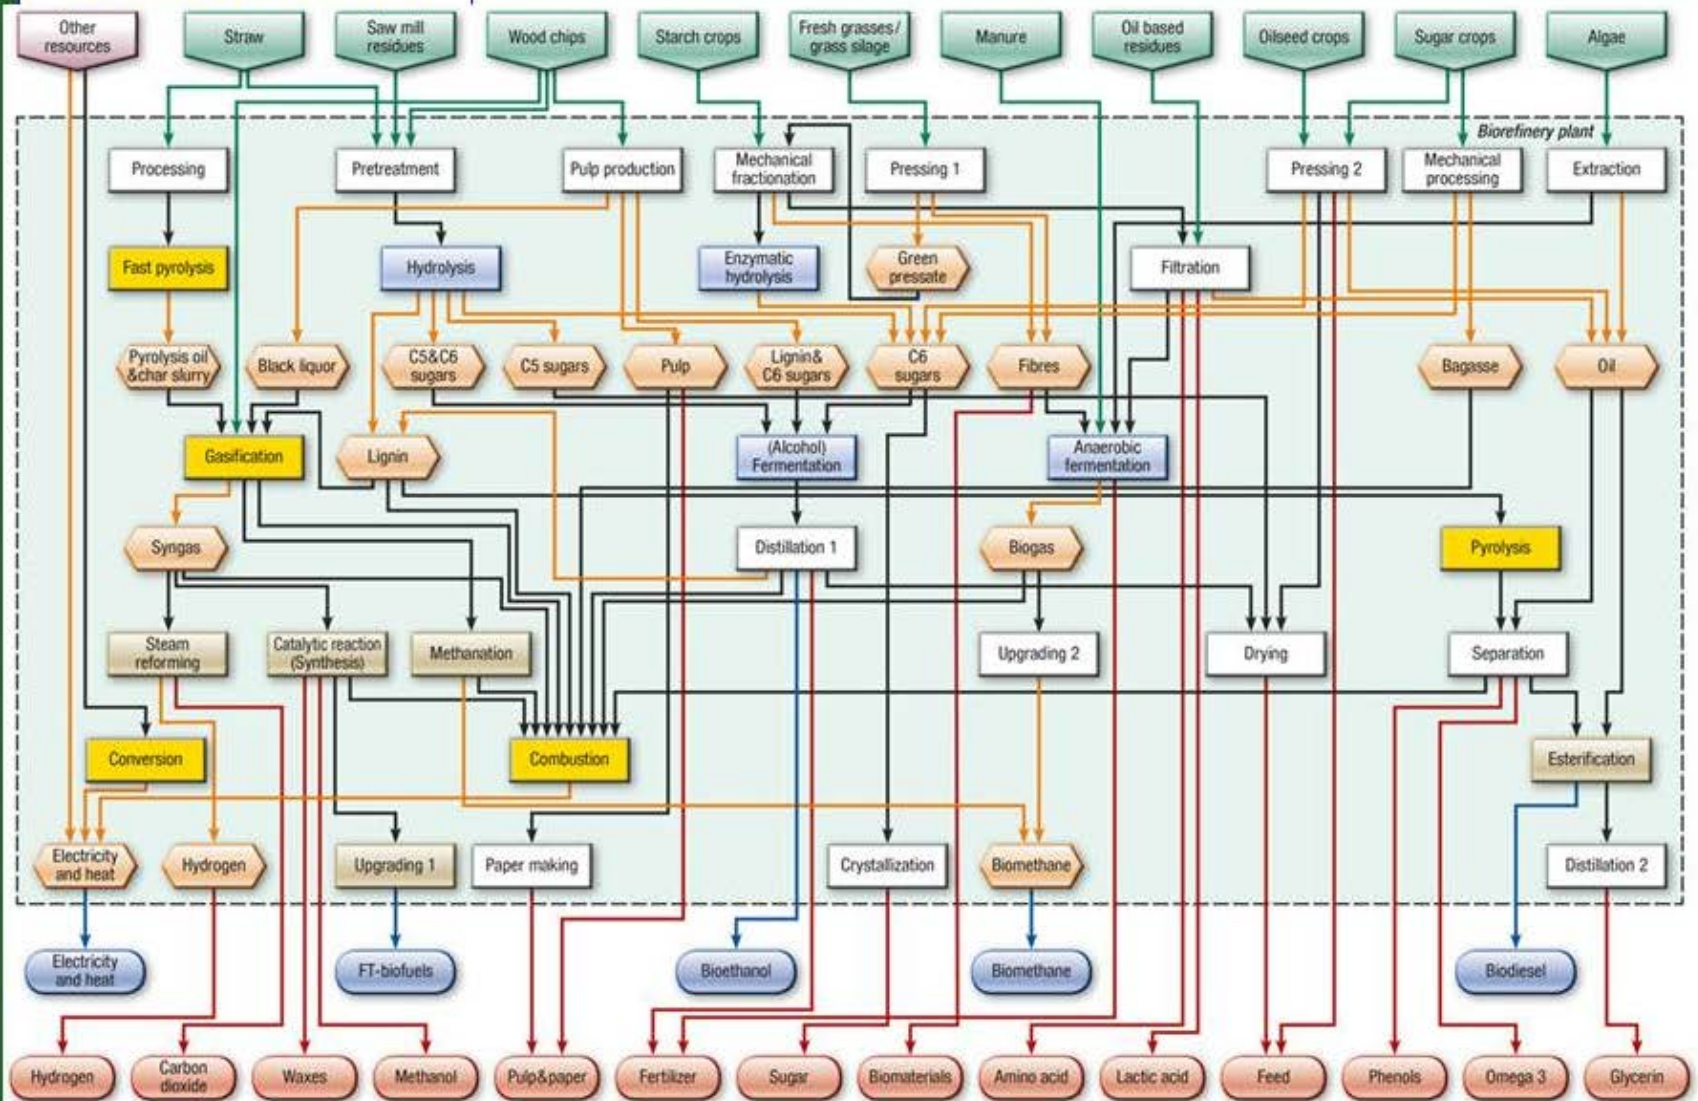 Other
resources
Straw
Saw mill
residues
Wood chips
Starch crops
Fresh grasses/
grass silage
Manure
Oil based
residues
Oilseed crops
Sugar crops
Algae
Biorefinery plant
Processing
Pretreatment
Pulp production
Mechanical
fractionation
Pressing 1
Pressing 2
Mechanical
processing
Extraction
Fast pyrolysis
Hydrolysis
Enzymatic
hydrolysis
Green
pressate
Filtration
Pyrolysis oil
&char slurry
Black liquor
C5&C6
sugars
C5 sugars
Pulp
Lignin&
C6 sugars
C6
sugars
Fibres
Bagasse
Oil
Gasification
Lignin
(Alcohol)
Fermentation
Anaerobic
fermentation
Syngas
Distillation 1
Biogas
Pyrolysis
Steam
reforming
Catalytic reaction
(Synthesis)
Methanation
Upgrading 2
Drying
Separation
Conversion
Combustion
Esterification
Electricity
and heat
Hydrogen
Upgrading 1
Paper making
Crystallization
Biomethane
Distillation 2
Electricity
and heat
FT-biofuels
Bioethanol
Biomethane
Biodiesel
Hydrogen
Carbon
dioxide
Waxes
Methanol
Pulp&paper
Fertilizer
Sugar
Biomaterials
Amino acid
Lactic acid
Feed
Phenols
Omega 3
Glycerin